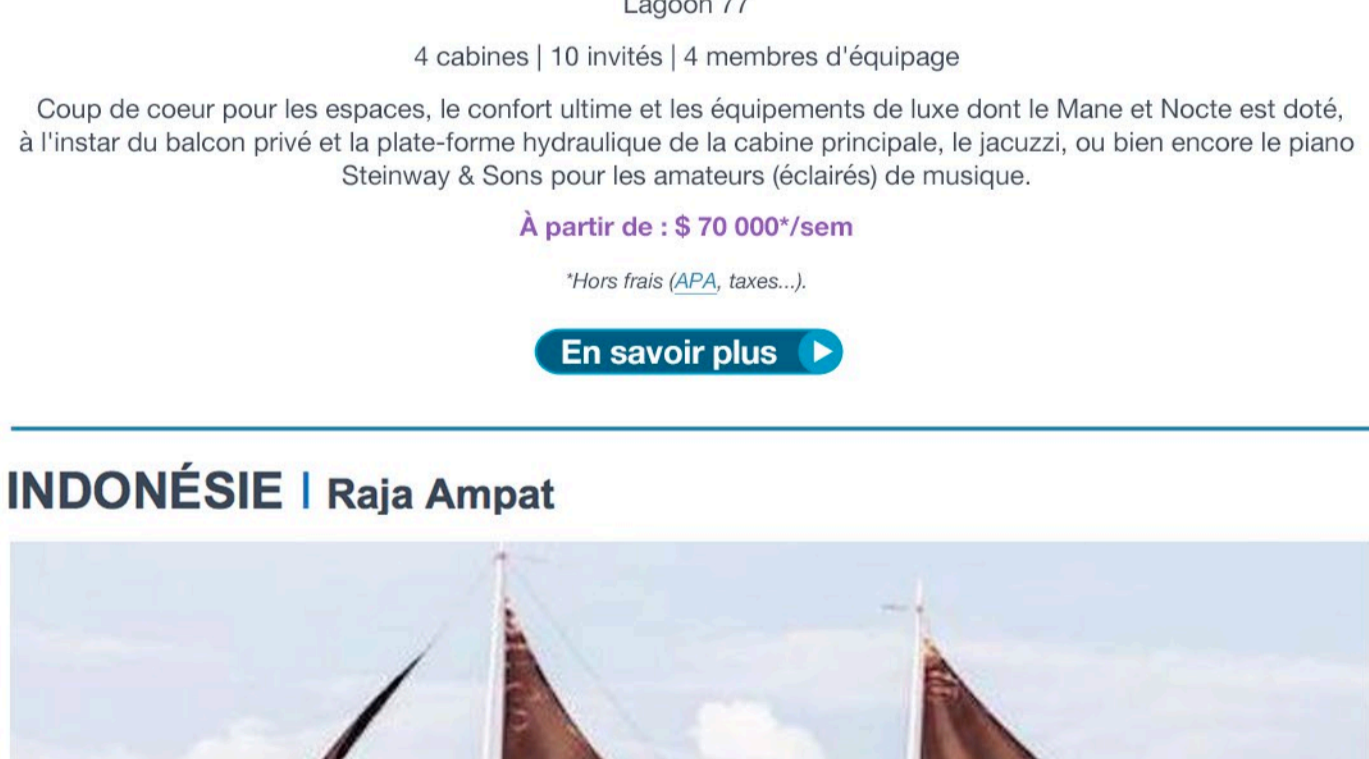 Lagoon 77
4 cabines | 10 invités | 4 membres d'équipage
Coup de coeur pour les espaces, le confort ultime et les équipements de luxe dont le Mane et Nocte est doté,
à l'instar du balcon privé et la plate-forme hydraulique de la cabine principale, le jacuzzi, ou bien encore le piano
Steinway & Sons pour les amateurs (éclairés) de musique.
À partir de : $ 70 000*/sem
*Hors frais (APA, taxes...).
En savoir plus
INDONÉSIE | Raja Ampat